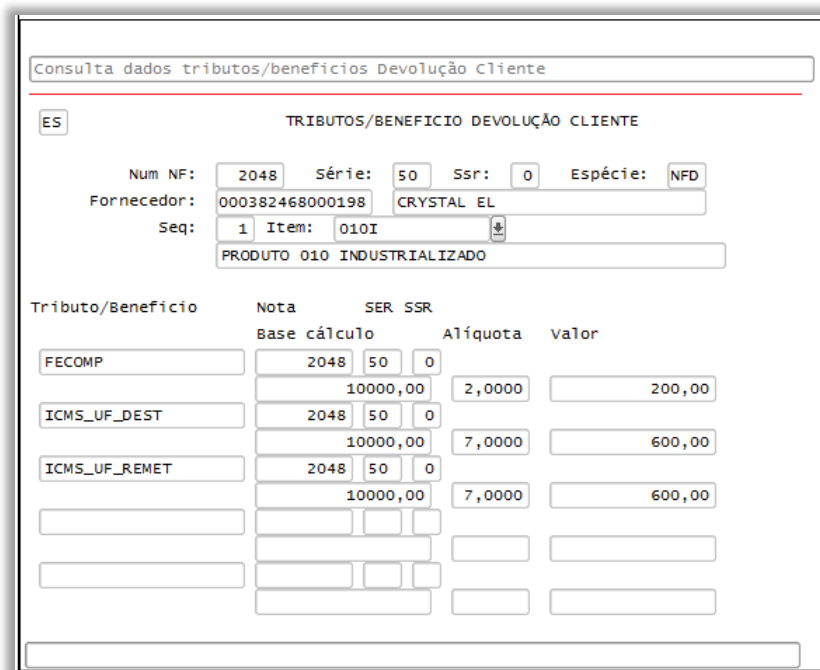 Consulta dados tributos/beneficios Devolução Cliente
ES TRIBUTOS/BENEFICIO DEVOLUÇÃO CLIENTE
Num NF: 2048 Série: 50 Ssr: 0 Espécie: NFD
Fornecedor: 000382468000198 CRYSTAL EL
Seq: 1 Item: 010I
PRODUTO 010 INDUSTRIALIZADO
Tributo/Beneficio Nota SER SSR
Base cálculo Alíquota Valor
FECOMP 2048 50 0
10000,00 2,0000 200,00
ICMS_UF_DEST 2048 50 0
10000,00 7,0000 600,00
ICMS_UF_REMET 2048 50 0
10000,00 7,0000 600,00